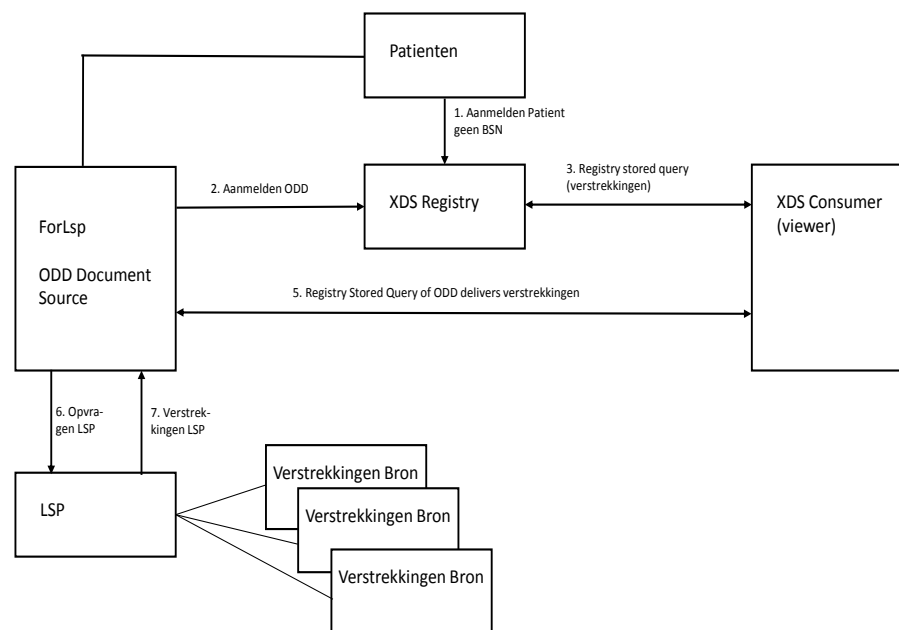 Patienten
1. Aanmelden Patient
geen BSN
ForLsp
ODD Document
Source
2. Aanmelden ODD
XDS Registry
3. Registry stored query
(verstrekkingen)
XDS Consumer
(viewer)
5. Registry Stored Query of ODD delivers verstrekkingen
6. Opvra-
gen LSP
7. Verstrek-
kingen LSP
LSP
Verstrekkingen Bron
Verstrekkingen Bron
Verstrekkingen Bron